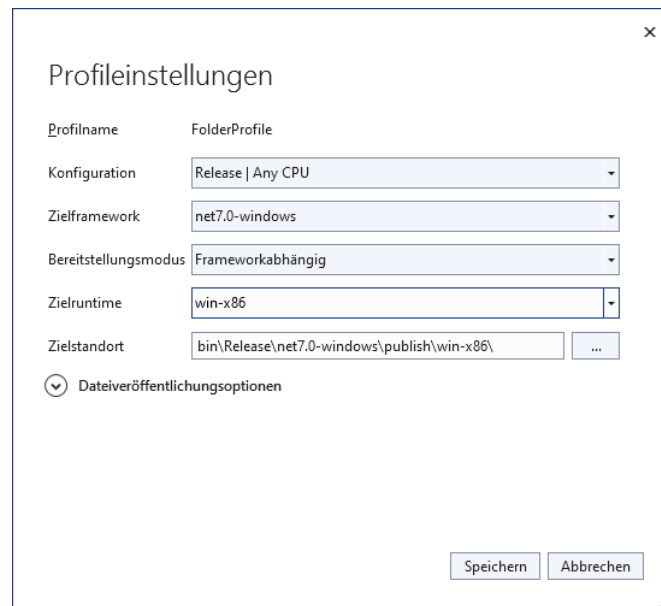 Profileinstellungen
Profilname FolderProfile
Konfiguration Release | Any CPU
Zielframework net7.0-windows
Bereitstellungsmodus Frameworkabhängig
Zielruntime win-x86
Zielstandort bin\Release\net7.0-windows\publish\win-x86\ ...
Dateiveröffentlichungsoptionen
Speichern Abbrechen